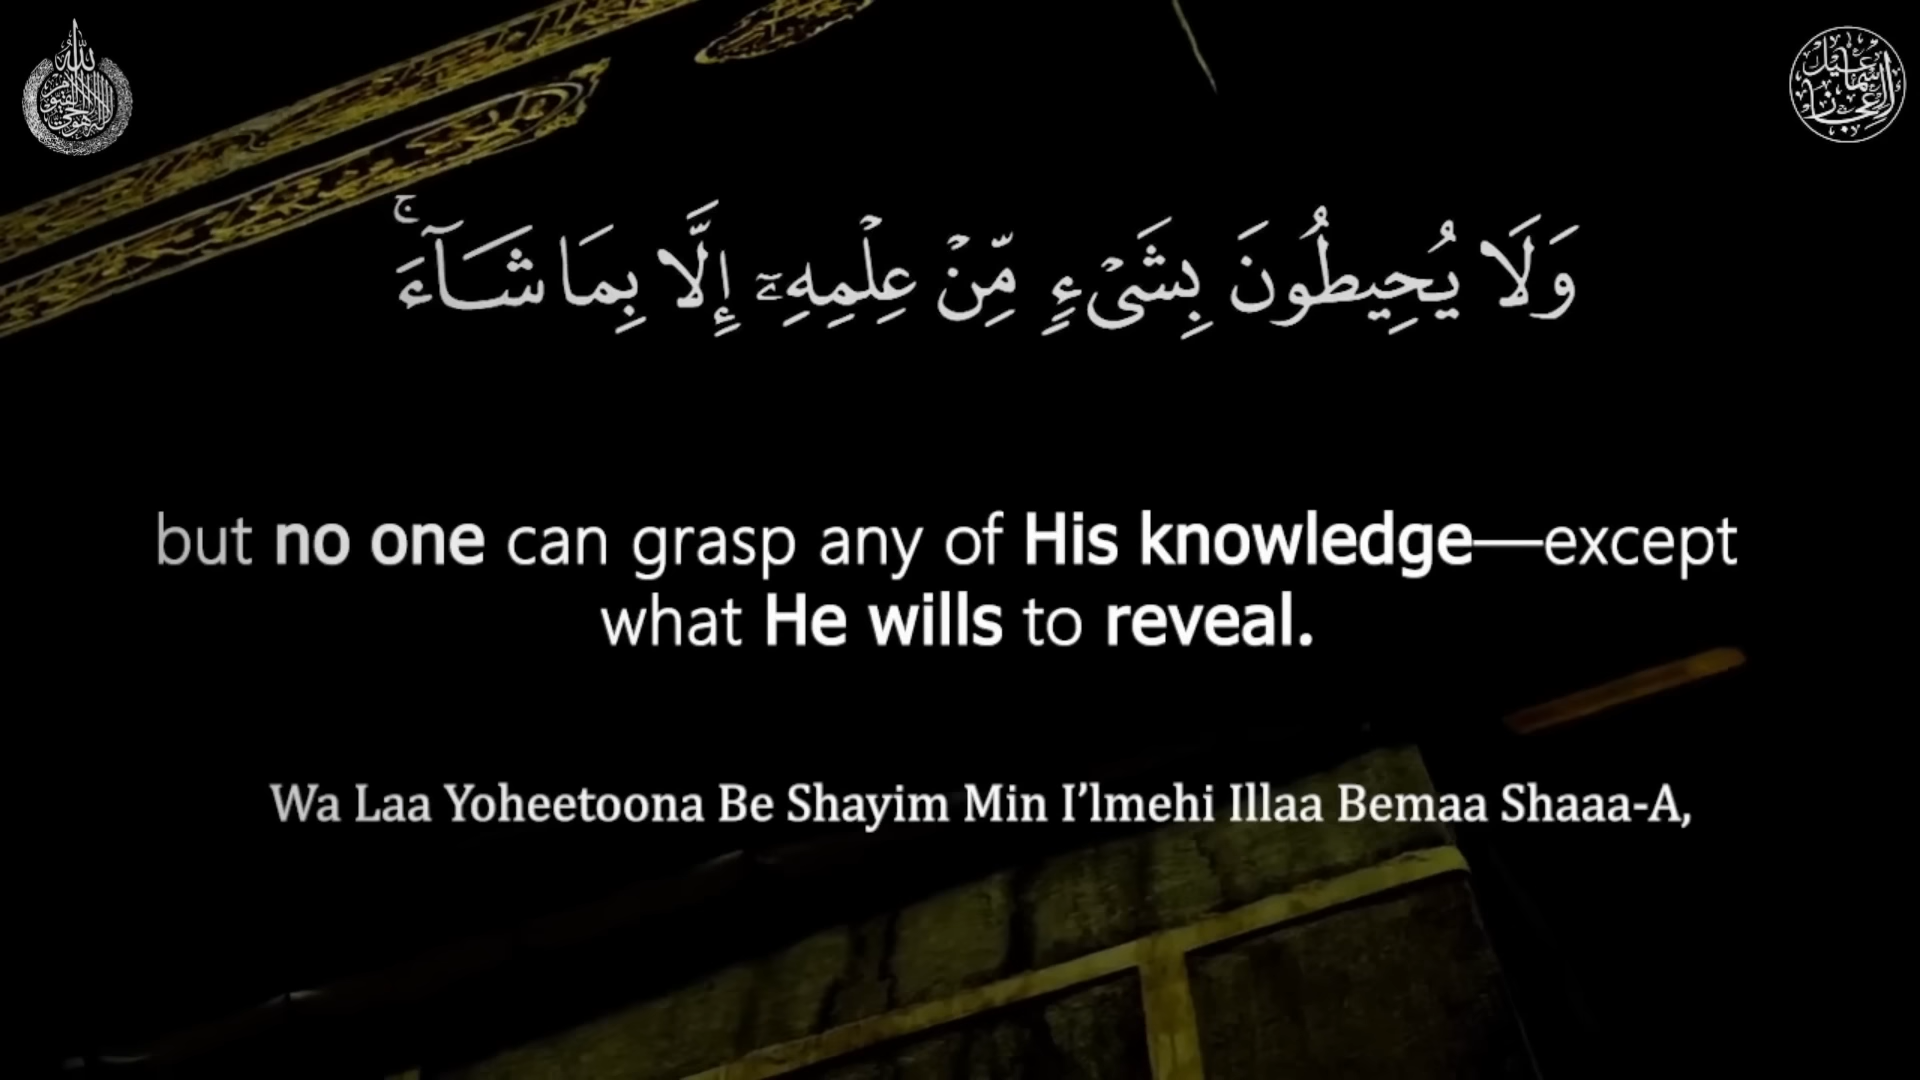 وَلَا يُحِيطُونَ بِشَىْءٍ مِّنْ عِلْمِهِۦٓ إِلَّا بِمَا شَآءَ ۚ
but no one can grasp any of His knowledge—except
what He wills to reveal.
Wa Laa Yoheetoona Be Shayim Min I’lmehi Illaa Bemaa Shaaa-A,